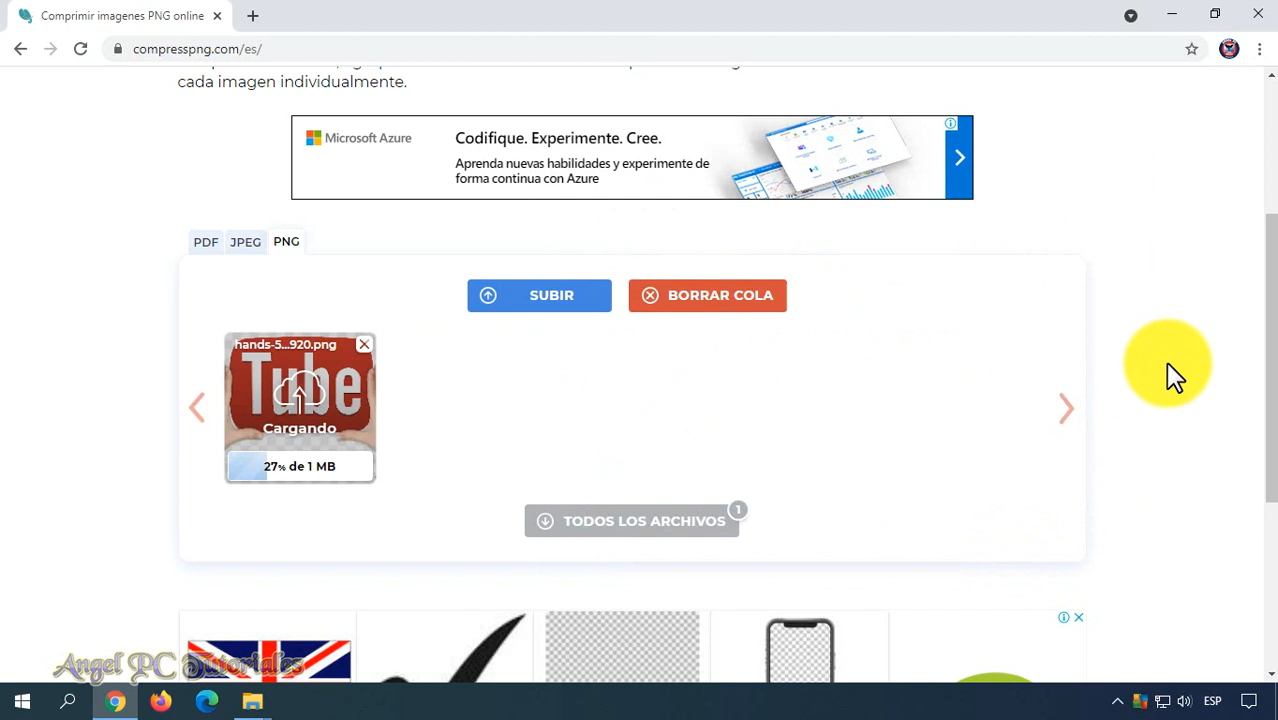 Comprimir imagenes PNG online
compresspng.com/es/
cada imagen individualmente.
Microsoft Azure
Codifique. Experimente. Cree.
Aprenda nuevas habilidades y experimente de
forma continua con Azure
PDF JPEG PNG
SUBIR
BORRAR COLA
hands-5...920.png
Tube
Cargando
27% de 1 MB
TODOS LOS ARCHIVOS
1
Angel PC Tutoriales
ESP